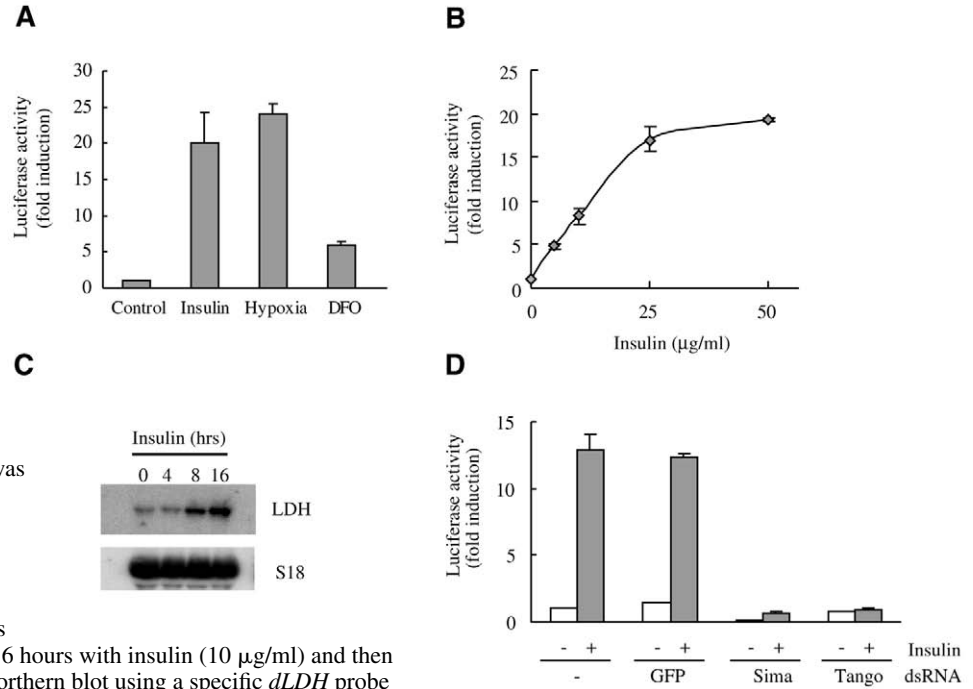 A
Luciferase activity
(fold induction)
30
25
20
15
10
5
0
Control Insulin Hypoxia DFO
B
Luciferase activity
(fold induction)
25
20
15
10
5
0
0 25 50
Insulin (μg/ml)
C
Insulin (hrs)
0 4 8 16
LDH
S18
was
s
6 hours with insulin (10 μg/ml) and then
orthern blot using a specific dLDH probe
D
Luciferase activity
(fold induction)
15
10
5
0
- + - + - + - + Insulin
- GFP Sima Tango dsRNA